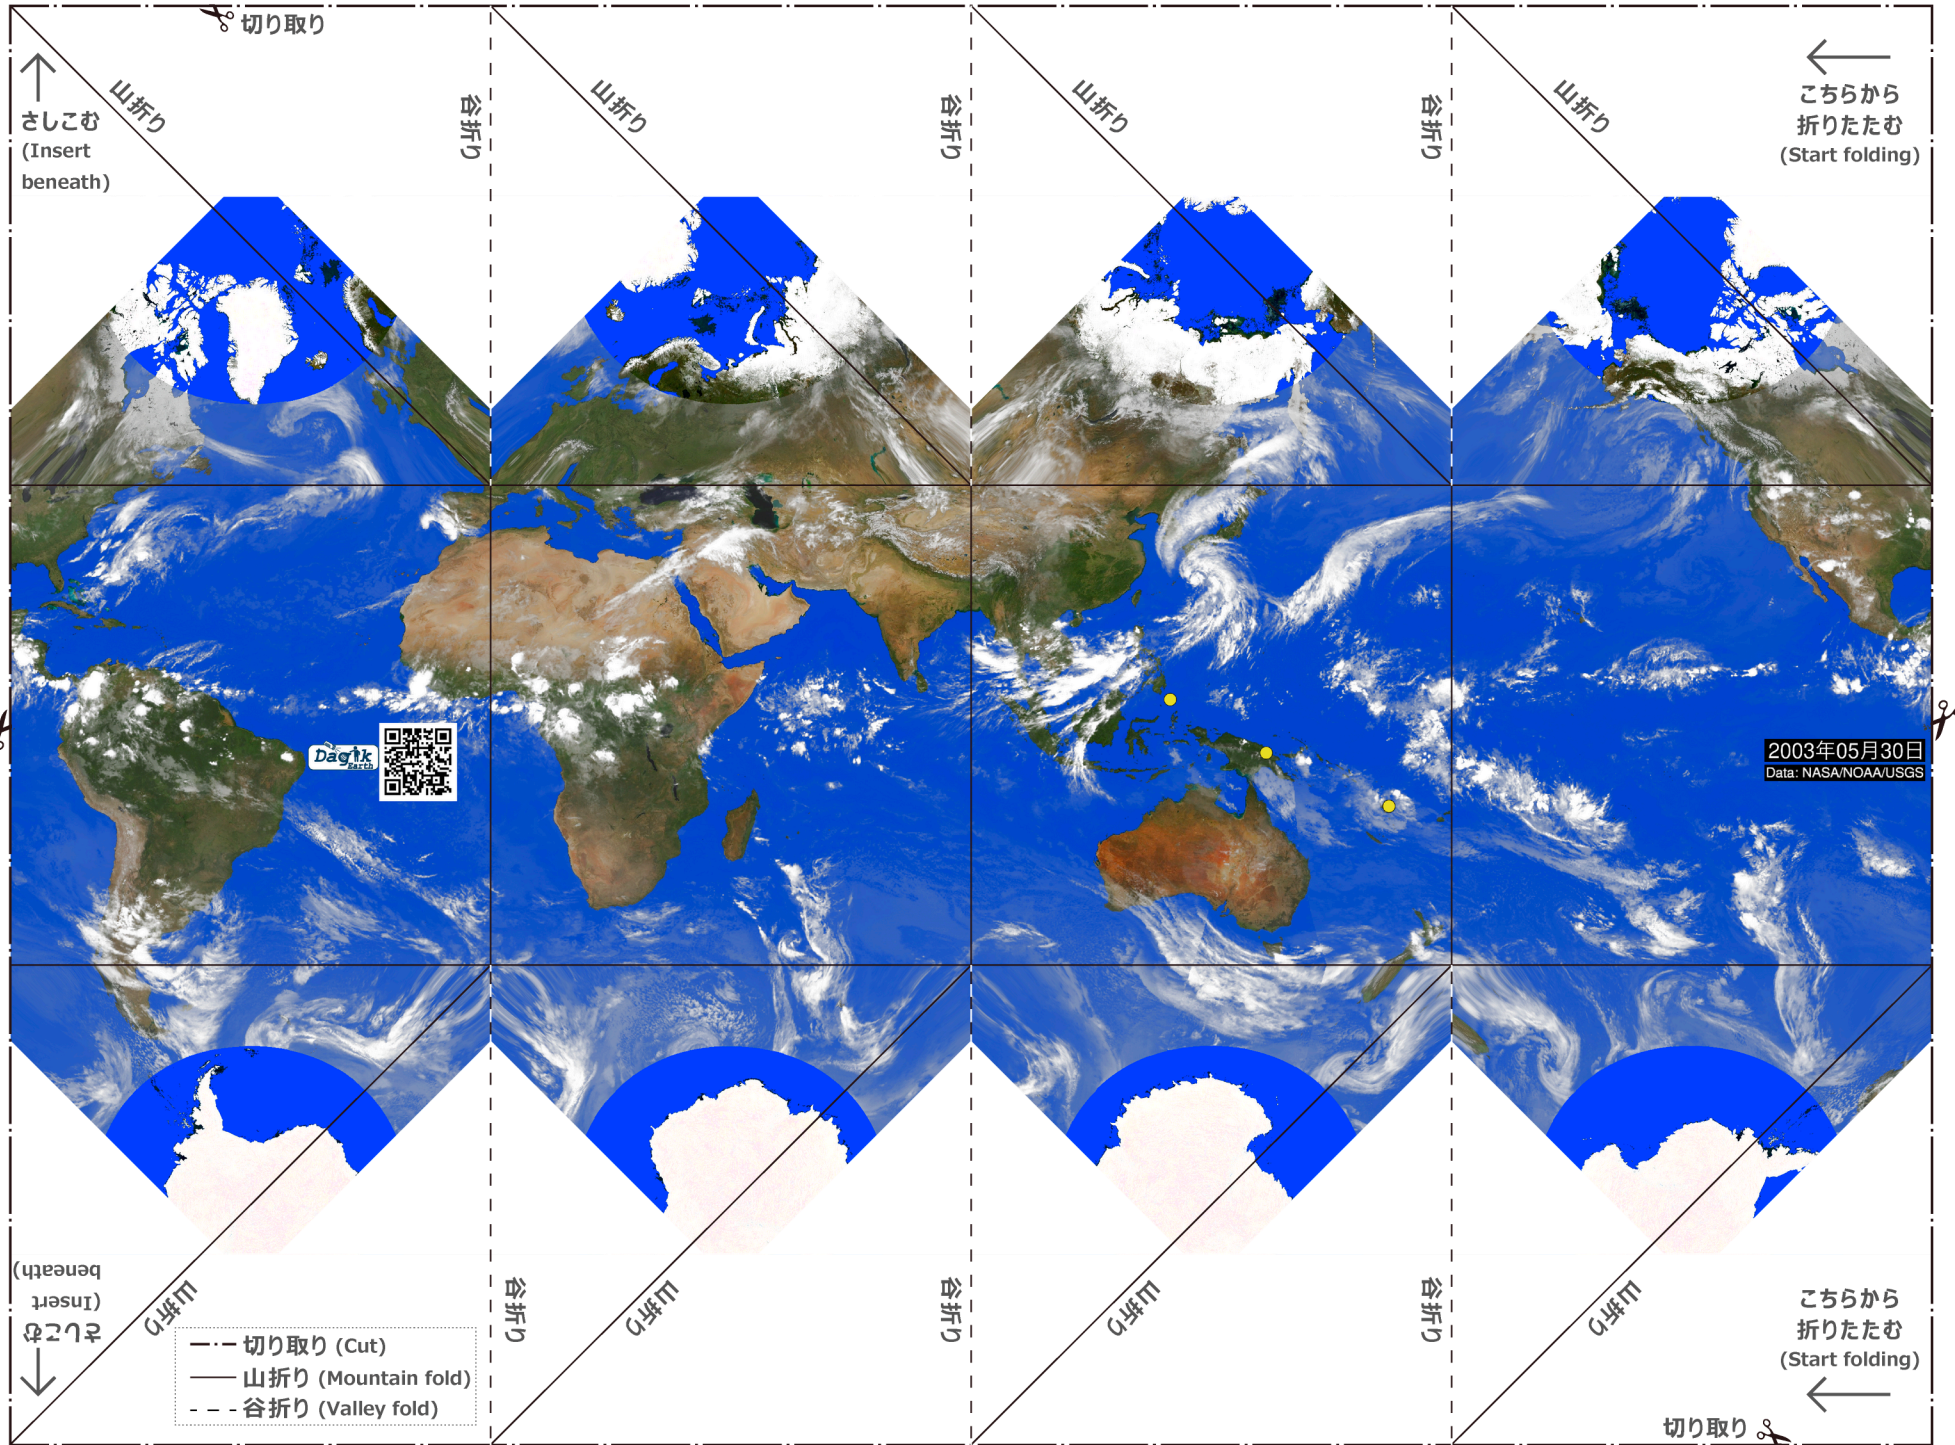 切り取り
さしこむ
(Insert
beneath)
山折り
谷折り
山折り
谷折り
山折り
谷折り
山折り
こちらから
折りたたむ
(Start folding)
Dagik
Earth
2003年05月30日
Data: NASA/NOAA/USGS
さしこむ
(Insert
beneath)
山折り
谷折り
山折り
谷折り
山折り
谷折り
山折り
こちらから
折りたたむ
(Start folding)
切り取り (Cut)
山折り (Mountain fold)
谷折り (Valley fold)
切り取り